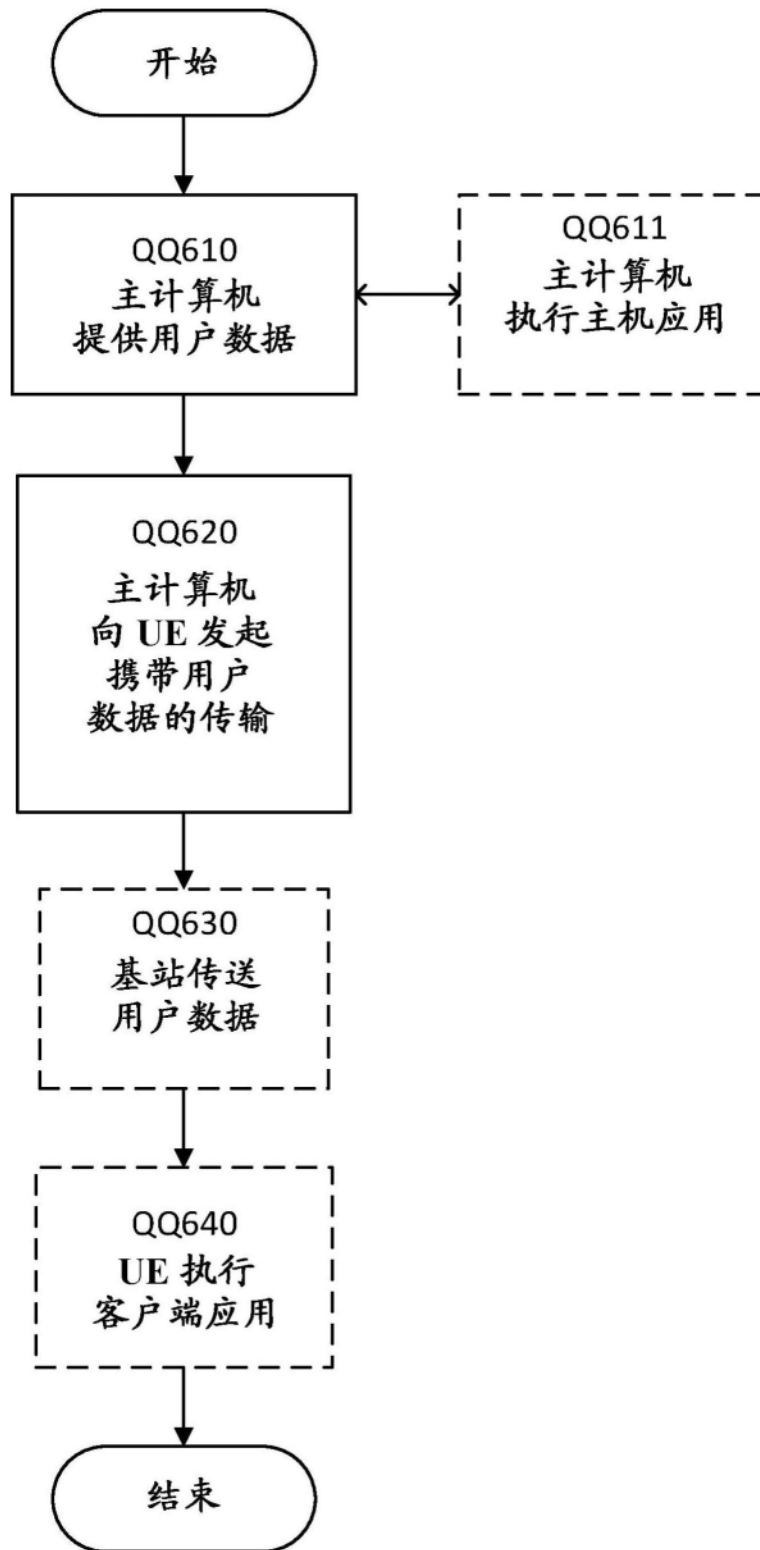 开始
QQ610
主计算机
提供用户数据
QQ611
主计算机
执行主机应用
QQ620
主计算机
向 UE 发起
携带用户
数据的传输
QQ630
基站传送
用户数据
QQ640
UE 执行
客户端应用
结束